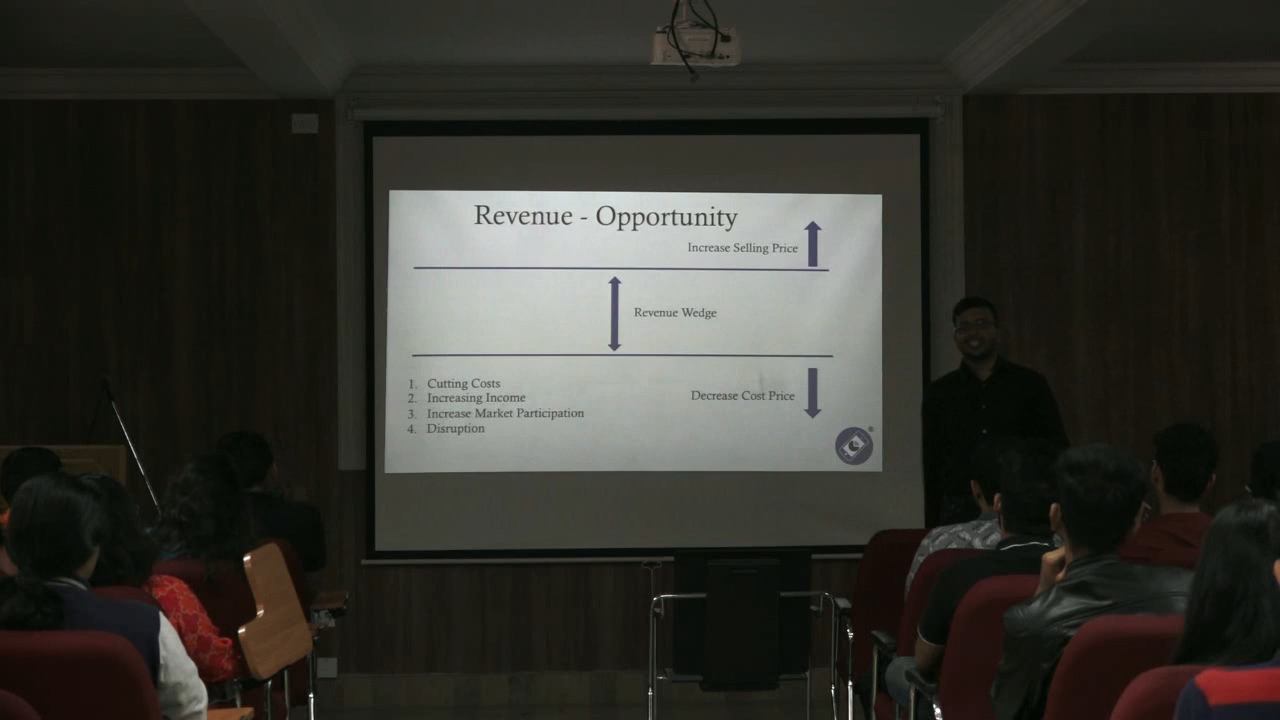 Revenue - Opportunity
Increase Selling Price
Revenue Wedge
1. Cutting Costs
2. Increasing Income
3. Increase Market Participation
4. Disruption
Decrease Cost Price
®